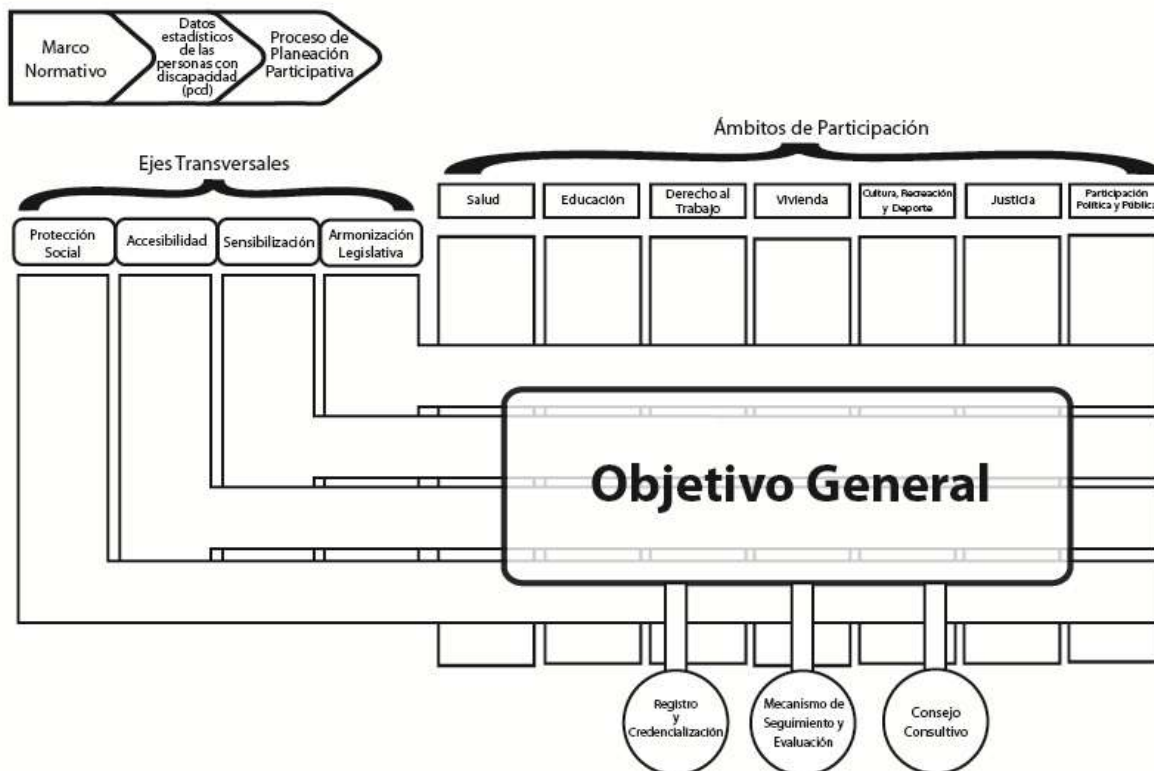 Marco
Normativo
Datos
estadísticos
de las
personas con
discapacidad
(pcd)
Proceso de
Planeación
Participativa
Ámbitos de Participación
Ejes Transversales
Salud
Educación
Derecho al
Trabajo
Vivienda
Cultura, Recreación
y Deporte
Justicia
Participación
Política y Pública
Protección
Social
Accesibilidad
Sensibilización
Armonización
Legislativa
Objetivo General
Registro
y
Credencialización
Mecanismo de
Seguimiento y
Evaluación
Consejo
Consultivo